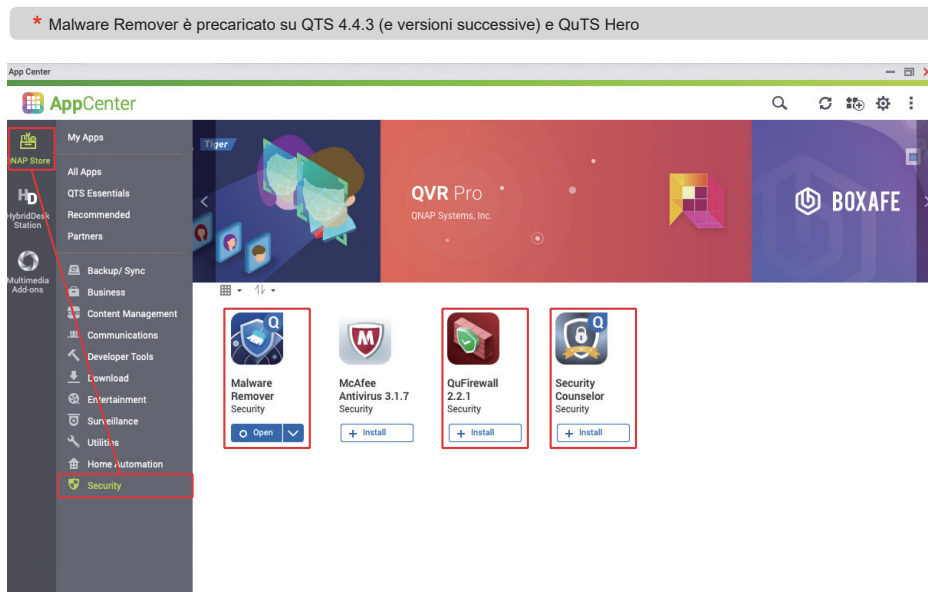 * Malware Remover è precaricato su QTS 4.4.3 (e versioni successive) e QuTS Hero
App Center
AppCenter
QNAP Store
HybridDesk
Station
Multimedia
Add-ons
My Apps
All Apps
QTS Essentials
Recommended
Partners
Backup/ Sync
Business
Content Management
Communications
Developer Tools
Download
Entertainment
Surveillance
Utilities
Home Automation
Security
Tiger
QVR Pro
QNAP Systems, Inc.
BOXAFE
Malware
Remover
Security
Open
McAfee
Antivirus 3.1.7
Security
+ Install
QuFirewall
2.2.1
Security
+ Install
Security
Counselor
Security
+ Install